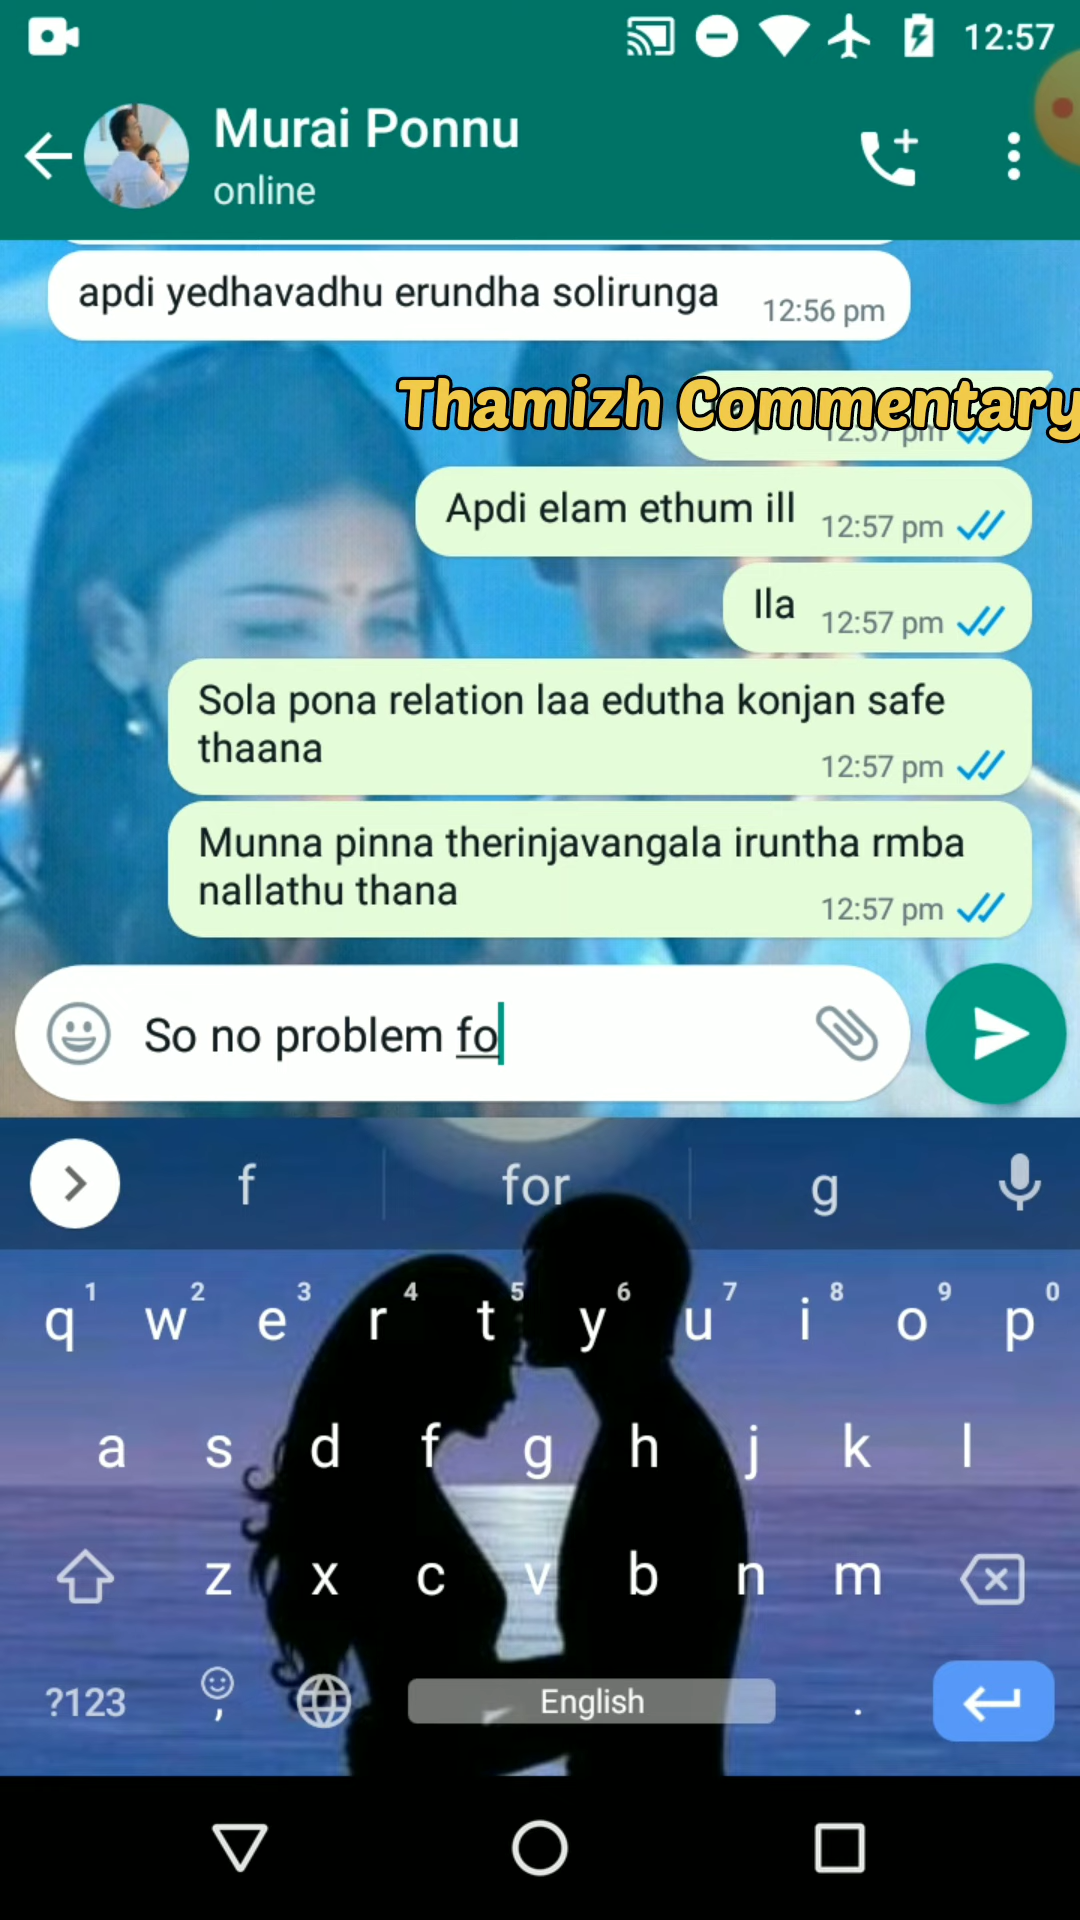 12:57
Murai Ponnu
online
apdi yedhavadhu erundha solirunga
12:56 pm
Thamizh Commentary
12:57 pm
Apdi elam ethum ill
12:57 pm
Ila
12:57 pm
Sola pona relation laa edutha konjan safe
thaana
12:57 pm
Munna pinna therinjavangala iruntha rmba
nallathu thana
12:57 pm
So no problem fo
f for g
1 2 3 4 5 6 7 8 9 0
q w e r t y u i o p
a s d f g h j k l
z x c v b n m
?123 , English .